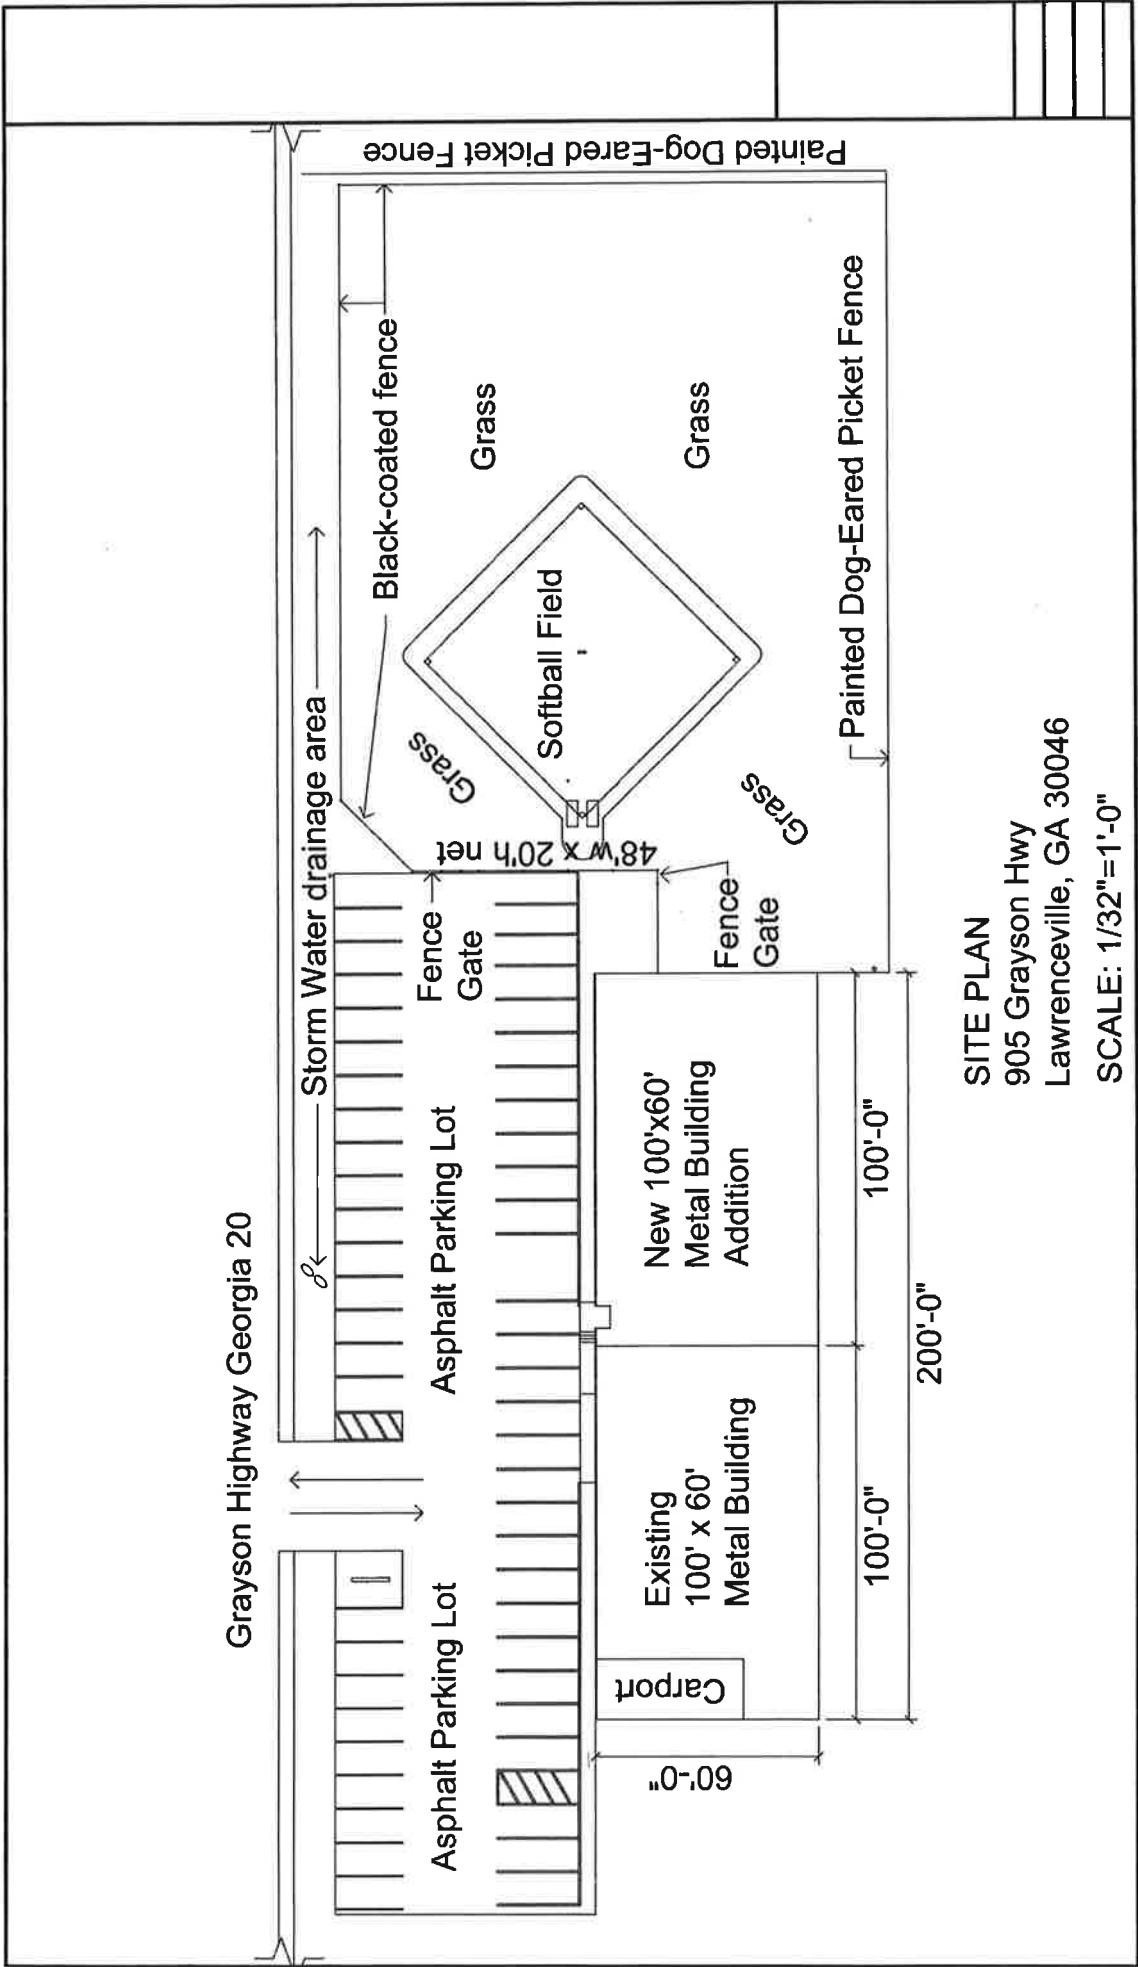 Grayson Highway Georgia 20
Storm Water drainage area
Black-coated fence
Painted Dog-Eared Picket Fence
Asphalt Parking Lot
Asphalt Parking Lot
Fence
Gate
48'w x 20'h net
Grass
Softball Field
Grass
Grass
Grass
Fence
Gate
Painted Dog-Eared Picket Fence
Carport
Existing
100' x 60'
Metal Building
New 100'x60'
Metal Building
Addition
60'-0"
100'-0"
100'-0"
200'-0"
SITE PLAN
905 Grayson Hwy
Lawrenceville, GA 30046
SCALE: 1/32"=1'-0"